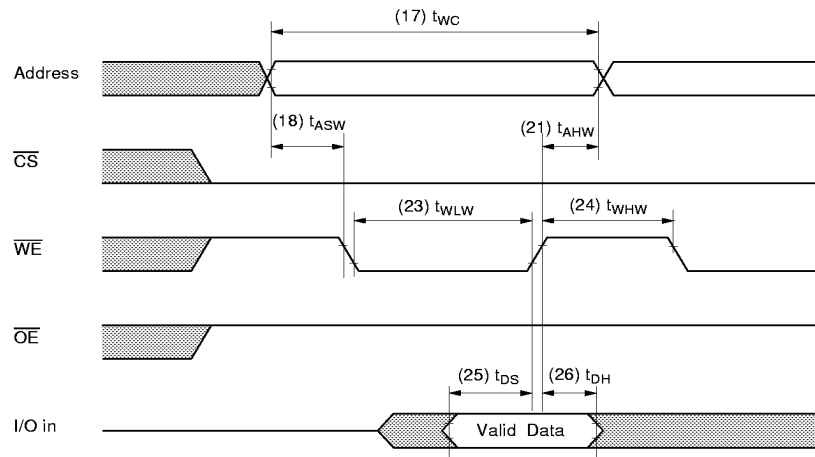 (17) tWC
Address
(18) tASW
(21) tAHW
CS
(23) tWLW
(24) tWHW
WE
OE
(25) tDS
(26) tDH
I/O in
Valid Data